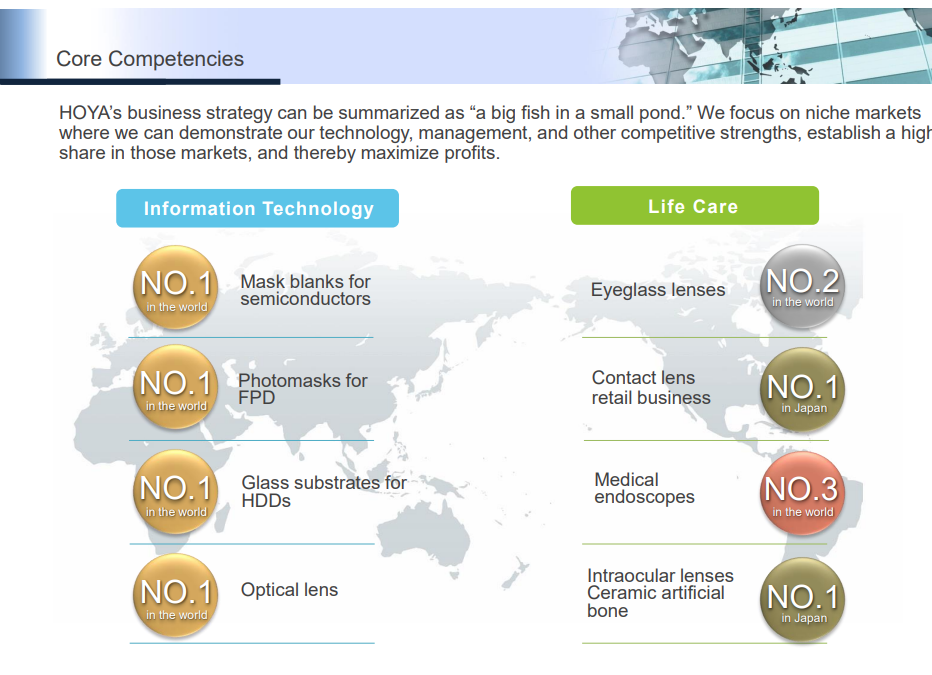 Core Competencies
HOYA's business strategy can be summarized as “a big fish in a small pond.” We focus on niche markets
where we can demonstrate our technology, management, and other competitive strengths, establish a high
share in those markets, and thereby maximize profits.
Information Technology
NO.1
in the world
Mask blanks for
semiconductors
NO.1
in the world
Photomasks for
FPD
NO.1
in the world
Glass substrates for
HDDs
NO.1
in the world
Optical lens
Life Care
Eyeglass lenses
NO.2
in the world
Contact lens
retail business
NO.1
in Japan
Medical
endoscopes
NO.3
in the world
Intraocular lenses
Ceramic artificial
bone
NO.1
in Japan